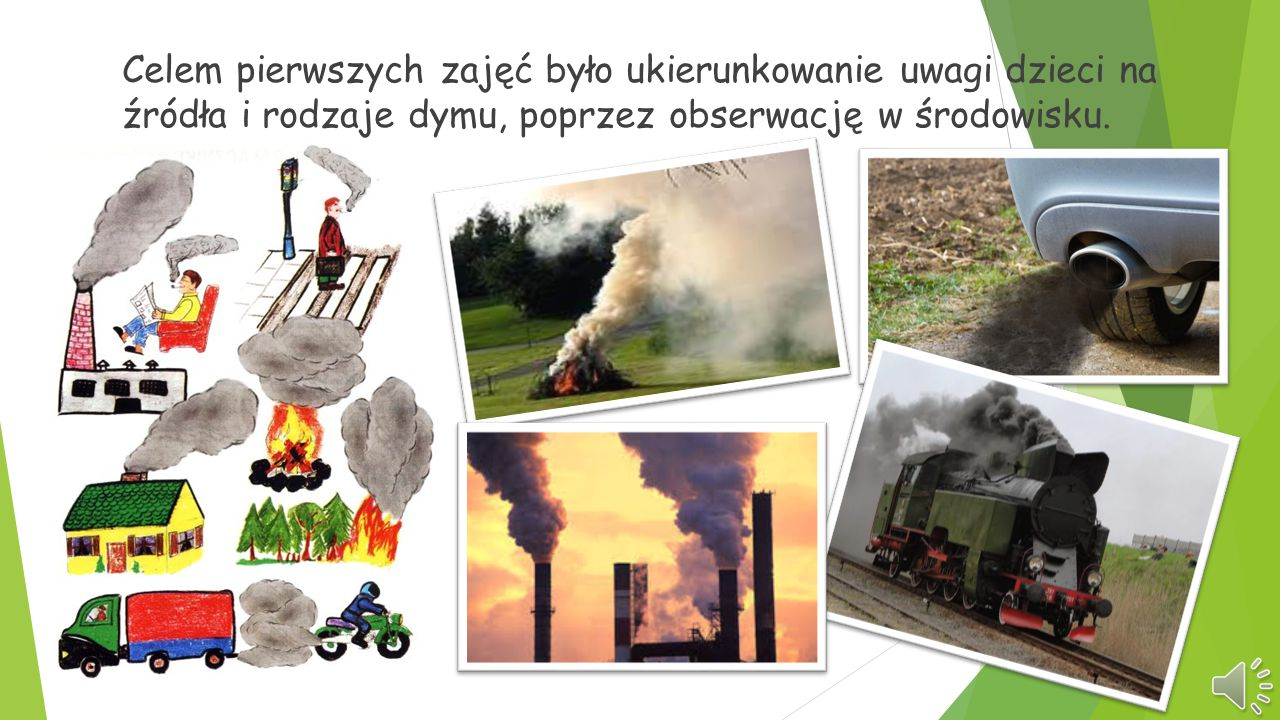 Celem pierwszych zajęć było ukierunkowanie uwagi dzieci na
źródła i rodzaje dymu, poprzez obserwację w środowisku.